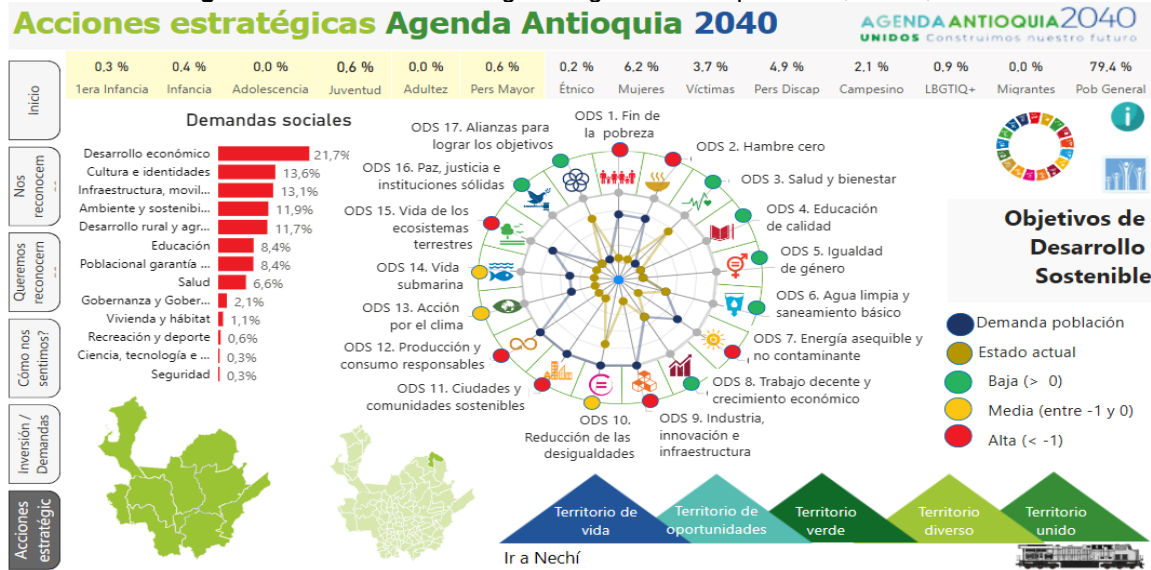 Acciones estratégicas Agenda Antioquia 2040
AGENDA ANTIOQUIA 2040
UNIDOS Construimos nuestro futuro
0,3 % 0,4 % 0,0 % 0,6 % 0,0 % 0,6 % 0,2 % 6,2 % 3,7 % 4,9 % 2,1 % 0,9 % 0,0 % 79,4 %
1era Infancia Infancia Adolescencia Juventud Adultez Pers Mayor Étnico Mujeres Víctimas Pers Discap Campesino LBGTIQ+ Migrantes Pob General
Inicio
Nos
reconocem
Queremos
reconocern
Cómo nos
sentimos?
Inversión /
Demandas
Acciones
estratégic
Demandas sociales
Desarrollo económico 21,7%
Cultura e identidades 13,6%
Infraestructura, movil... 13,1%
Ambiente y sostenibi... 11,9%
Desarrollo rural y agr... 11,7%
Educación 8,4%
Poblacional garantía ... 8,4%
Salud 6,6%
Gobernanza y Gober... 2,1%
Vivienda y hábitat 1,1%
Recreación y deporte 0,6%
Ciencia, tecnología e ... 0,3%
Seguridad 0,3%
ODS 1. Fin de
la pobreza
ODS 2. Hambre cero
ODS 3. Salud y bienestar
ODS 4. Educación
de calidad
ODS 5. Igualdad
de género
ODS 6. Agua limpia y
saneamiento básico
ODS 7. Energía asequible y
no contaminante
ODS 8. Trabajo decente y
crecimiento económico
ODS 9. Industria,
innovación e
infraestructura
ODS 10.
Reducción de las
desigualdades
ODS 11. Ciudades y
comunidades sostenibles
ODS 12. Producción y
consumo responsables
ODS 13. Acción
por el clima
ODS 14. Vida
submarina
ODS 15. Vida de los
ecosistemas
terrestres
ODS 16. Paz, justicia e
instituciones sólidas
ODS 17. Alianzas para
lograr los objetivos
i
Objetivos de
Desarrollo
Sostenible
Demanda población
Estado actual
Baja (> 0)
Media (entre -1 y 0)
Alta (< -1)
Territorio de
vida
Territorio de
oportunidades
Territorio
verde
Territorio
diverso
Territorio
unido
Ir a Nechí